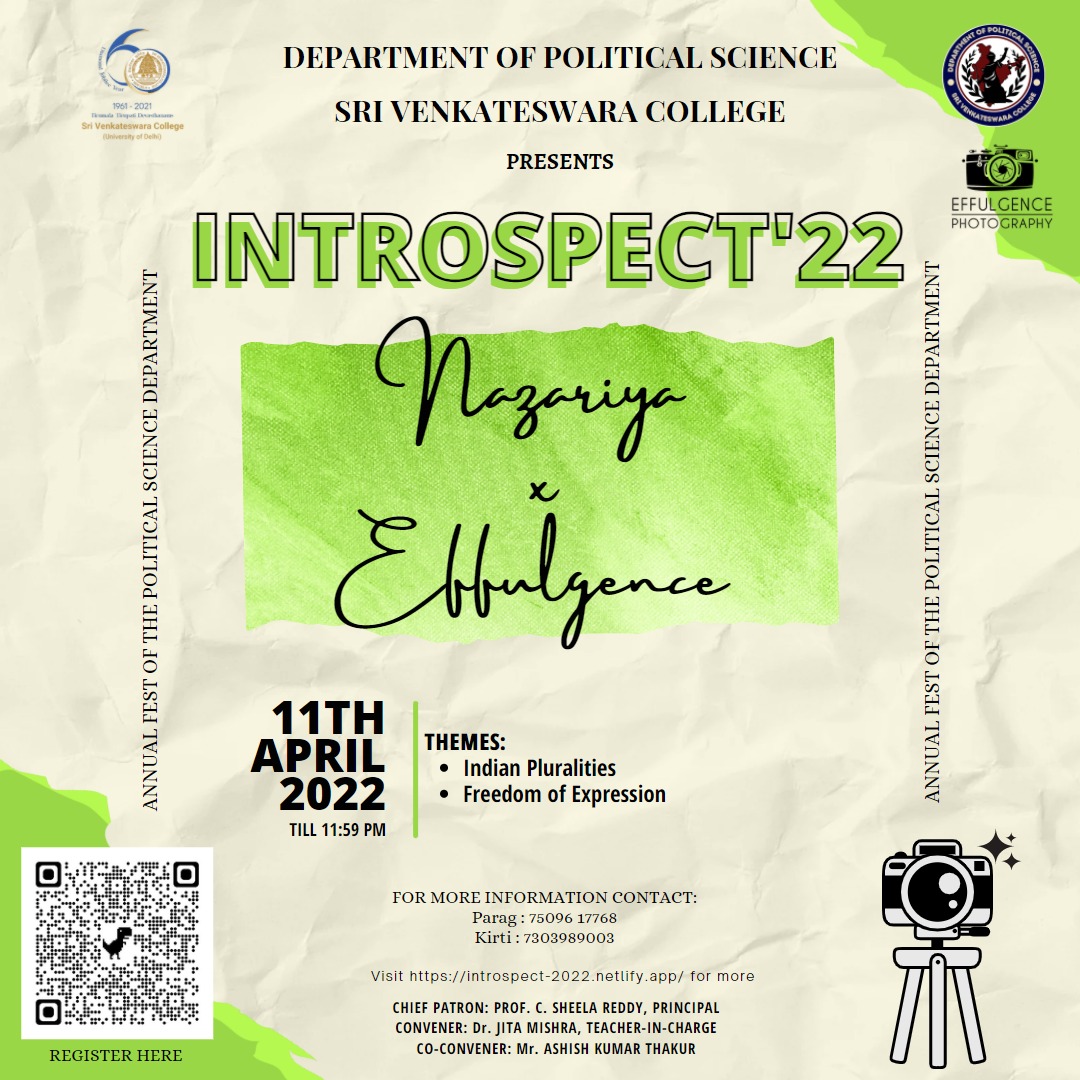 1961 - 2021
Tirumala Tirupati Devasthanams
Sri Venkateswara College
(University of Delhi)
DEPARTMENT OF POLITICAL SCIENCE
SRI VENKATESWARA COLLEGE
PRESENTS
DEPARTMENT OF POLITICAL SCIENCE
SRI VENKATESWARA COLLEGE
EFFULGENCE
PHOTOGRAPHY
INTROSPECT'22
ANNUAL FEST OF THE POLITICAL SCIENCE DEPARTMENT
Nazariya
x
Effulgence
ANNUAL FEST OF THE POLITICAL SCIENCE DEPARTMENT
11TH
APRIL
2022
TILL 11:59 PM
THEMES:
• Indian Pluralities
• Freedom of Expression
REGISTER HERE
FOR MORE INFORMATION CONTACT:
Parag : 75096 17768
Kirti : 7303989003
Visit https://introspect-2022.netlify.app/ for more
CHIEF PATRON: PROF. C. SHEELA REDDY, PRINCIPAL
CONVENER: Dr. JITA MISHRA, TEACHER-IN-CHARGE
CO-CONVENER: Mr. ASHISH KUMAR THAKUR